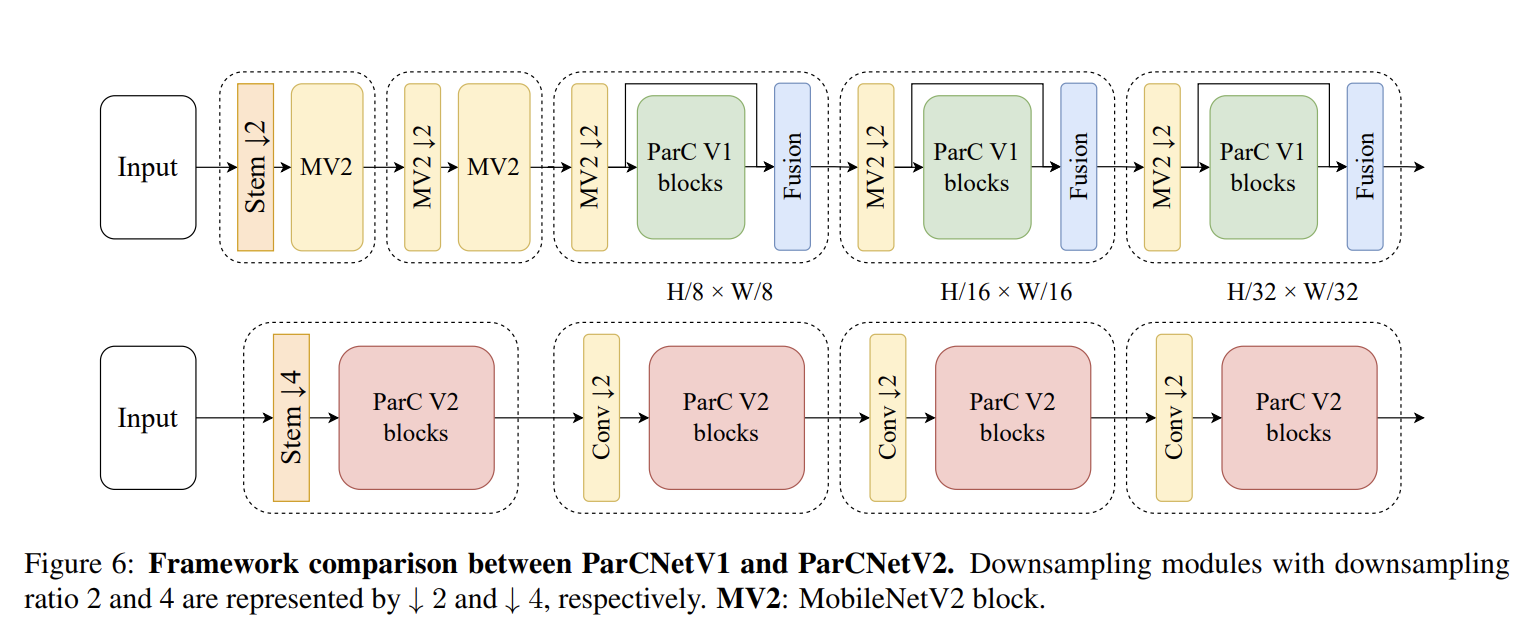 Input
Stem ↓2
MV2
MV2 ↓2
MV2
MV2 ↓2
ParC V1
blocks
Fusion
MV2 ↓2
ParC V1
blocks
Fusion
MV2 ↓2
ParC V1
blocks
Fusion
H/8 × W/8
H/16 × W/16
H/32 × W/32
Input
Stem ↓4
ParC V2
blocks
Conv ↓2
ParC V2
blocks
Conv ↓2
ParC V2
blocks
Conv ↓2
ParC V2
blocks
Figure 6: Framework comparison between ParCNetV1 and ParCNetV2. Downsampling modules with downsampling
ratio 2 and 4 are represented by ↓ 2 and ↓ 4, respectively. MV2: MobileNetV2 block.